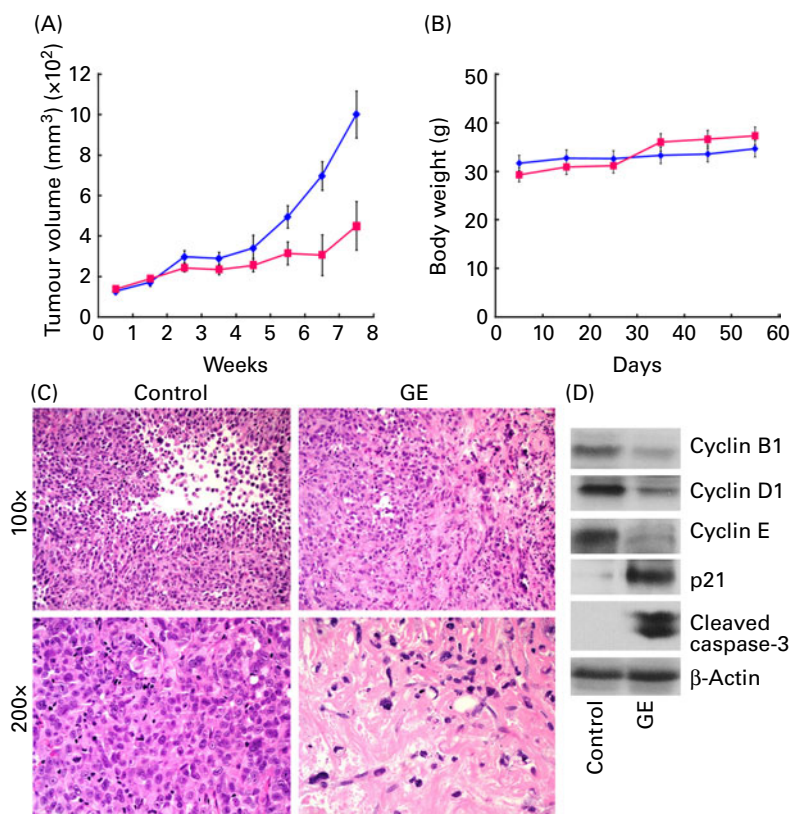 (A)
Tumour volume (mm³) (×10²)
12
10
8
6
4
2
0
0 1 2 3 4 5 6 7 8
Weeks
(B)
Body weight (g)
50
40
30
20
10
0
0 10 20 30 40 50 60
Days
(C)
Control GE
100×
200×
(D)
Cyclin B1
Cyclin D1
Cyclin E
p21
Cleaved
caspase-3
β-Actin
Control
GE